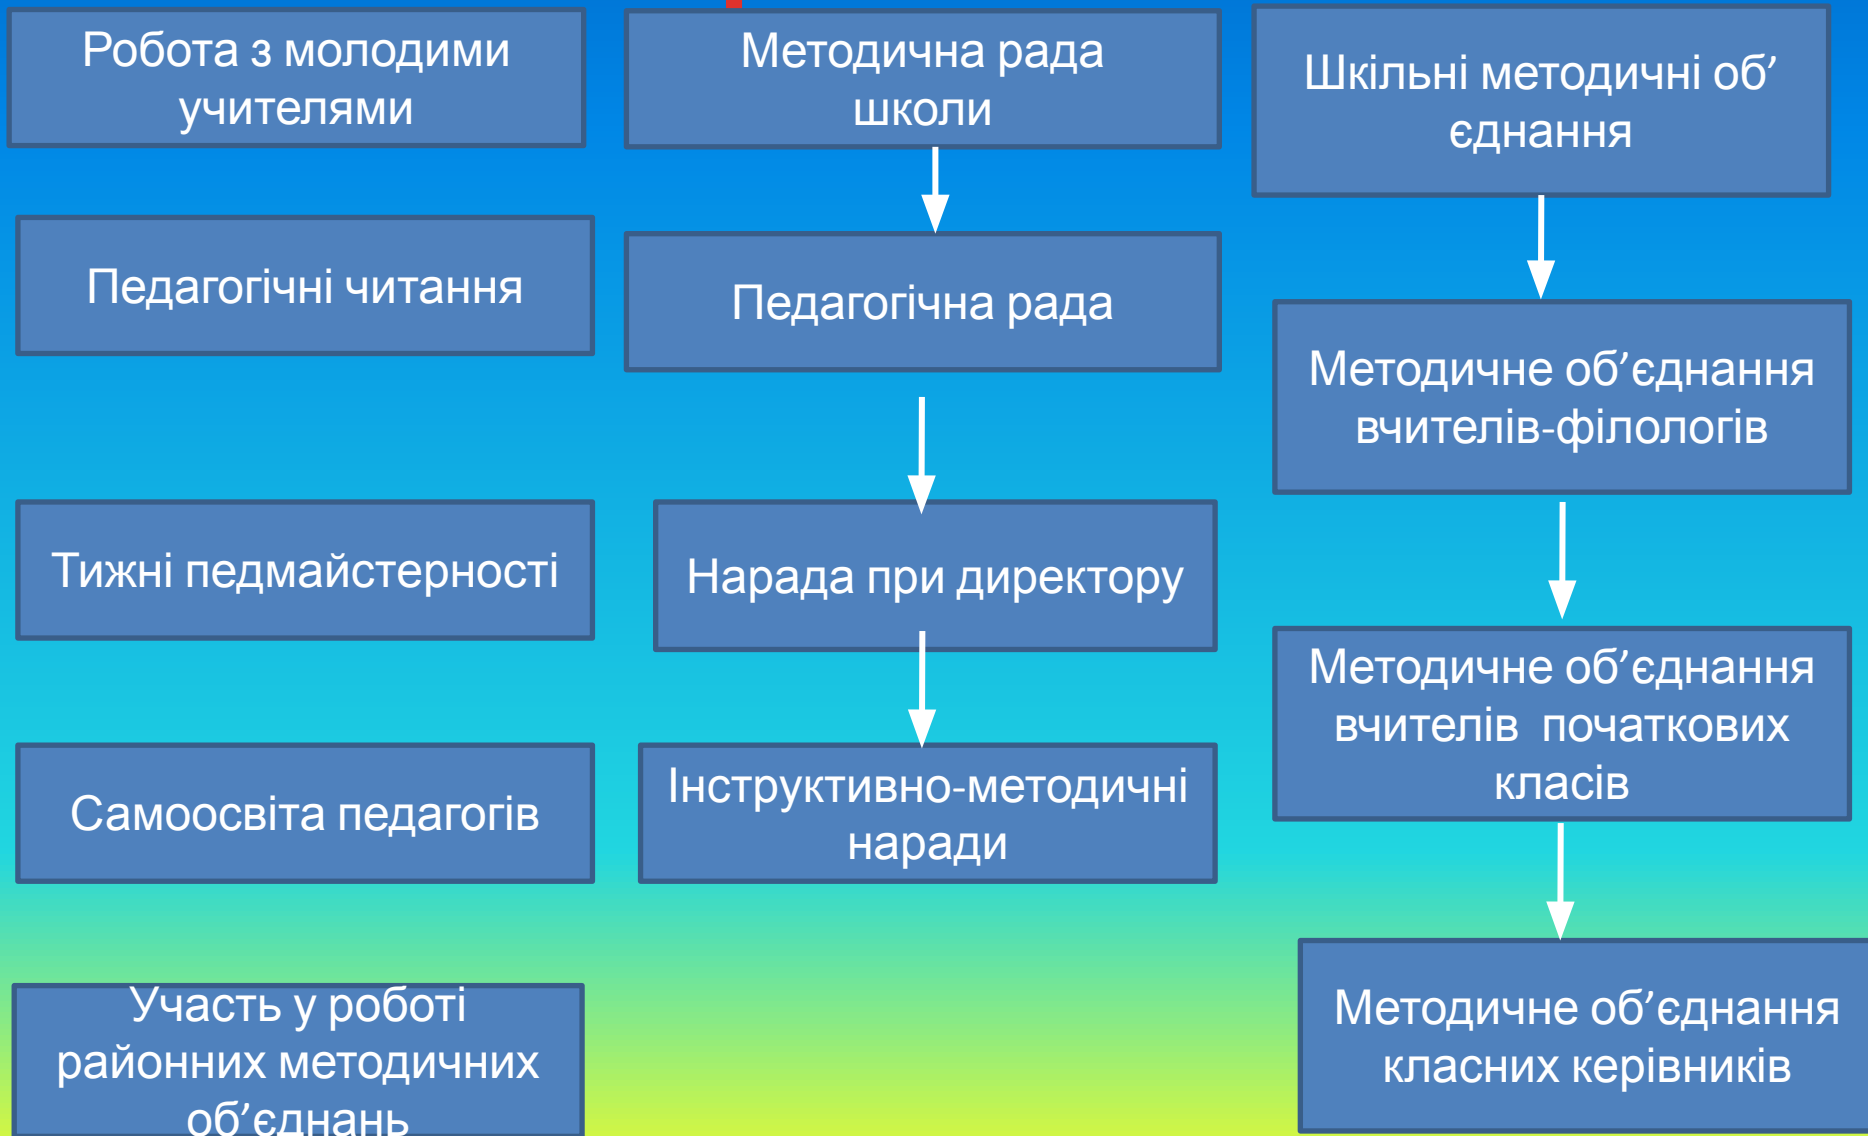 Робота з молодими
учителями
Педагогічні читання
Тижні педмайстерності
Самоосвіта педагогів
Участь у роботі
районних методичних
об’єднань
Методична рада
школи
Педагогічна рада
Нарада при директору
Інструктивно-методичні
наради
Шкільні методичні об’
єднання
Методичне об’єднання
вчителів-філологів
Методичне об’єднання
вчителів початкових
класів
Методичне об’єднання
класних керівників